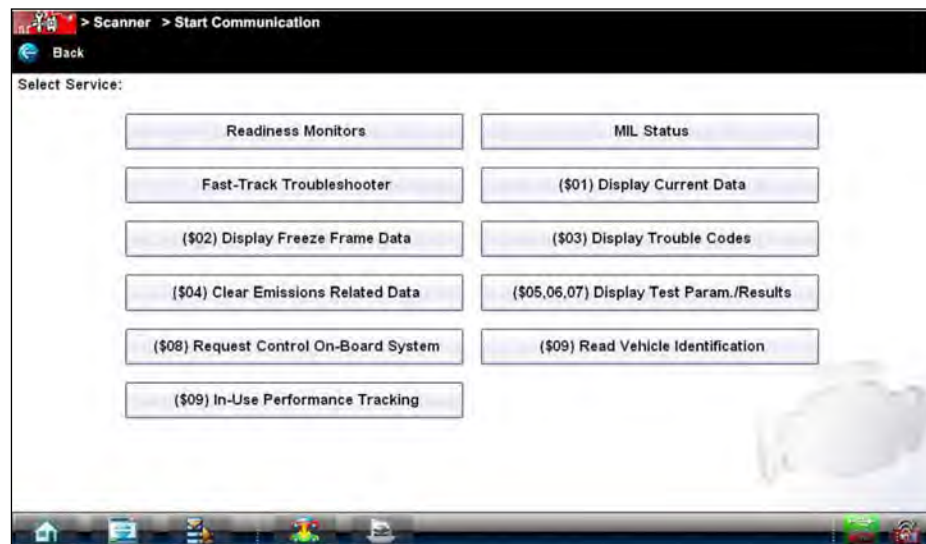 > Scanner > Start Communication
Back
Select Service:
Readiness Monitors
MIL Status
Fast-Track Troubleshooter
($01) Display Current Data
($02) Display Freeze Frame Data
($03) Display Trouble Codes
($04) Clear Emissions Related Data
($05,06,07) Display Test Param./Results
($08) Request Control On-Board System
($09) Read Vehicle Identification
($09) In-Use Performance Tracking